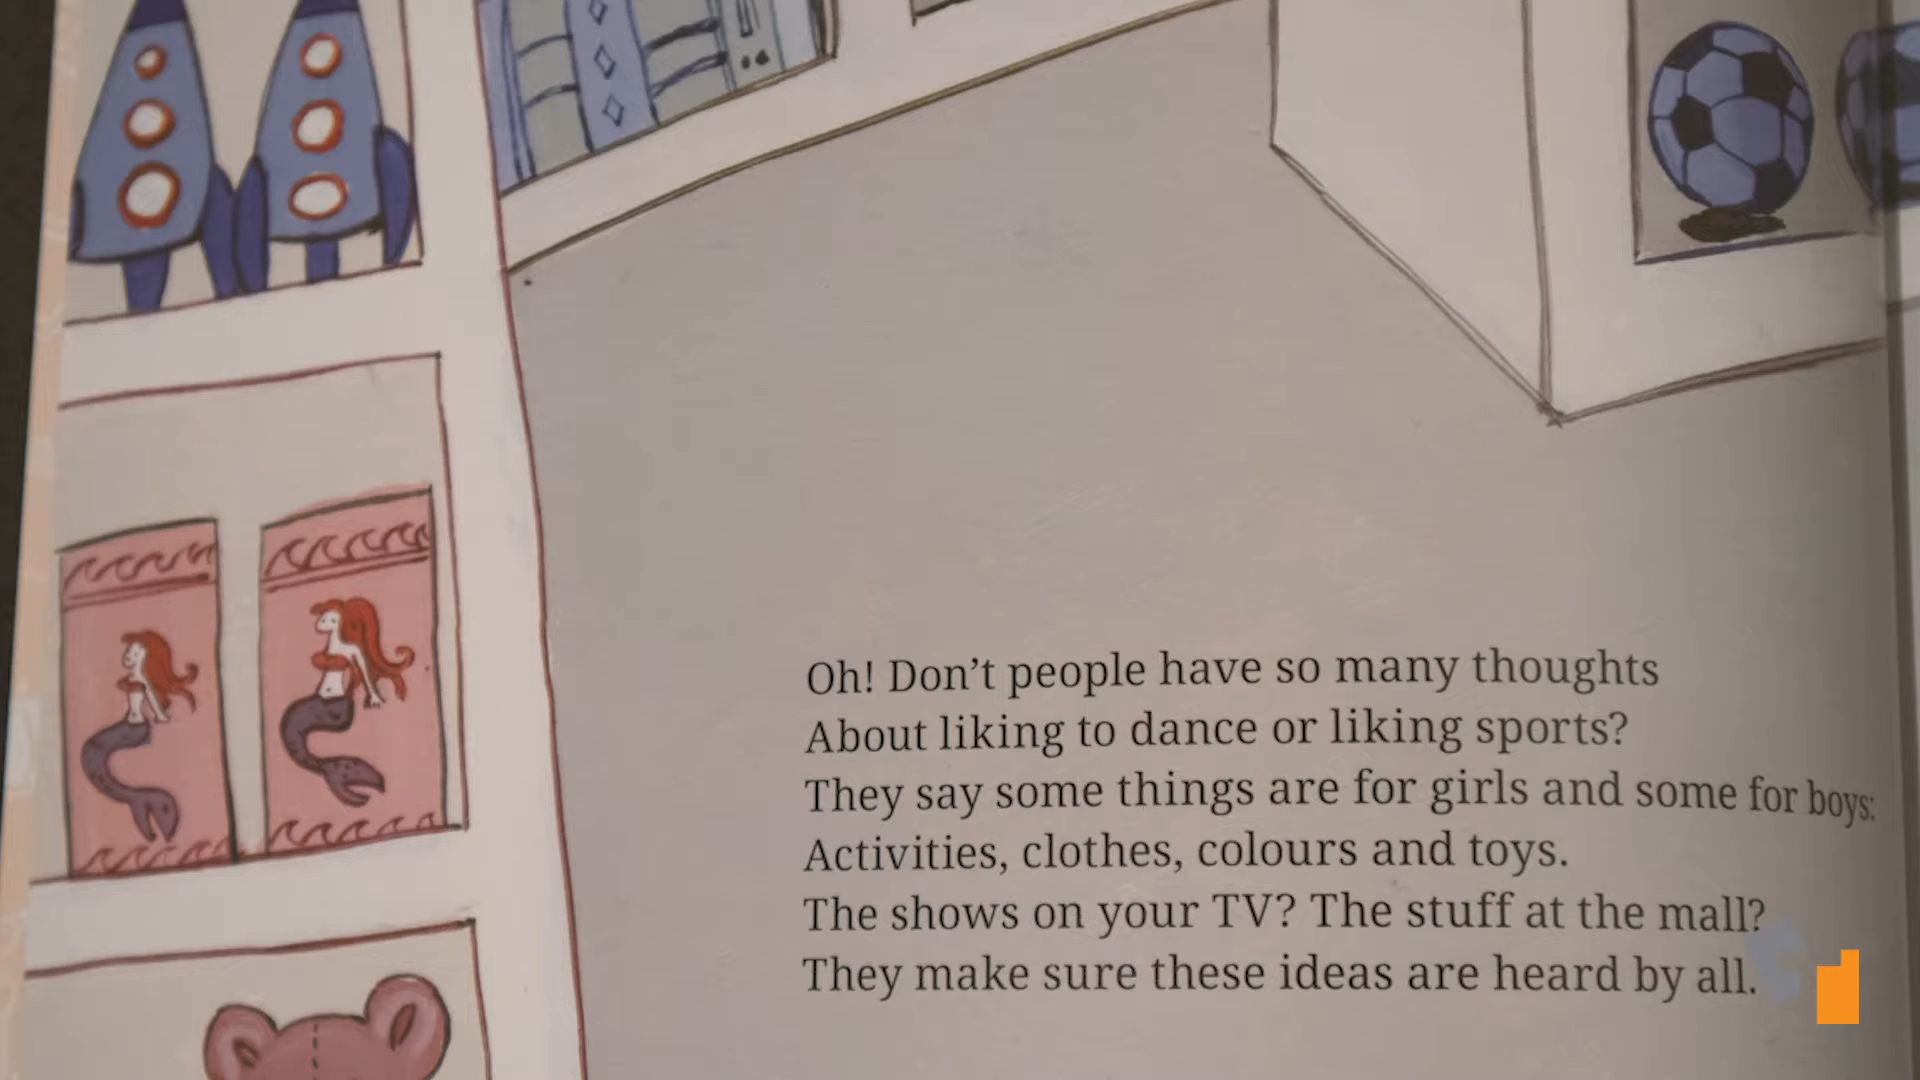 Oh! Don’t people have so many thoughts
About liking to dance or liking sports?
They say some things are for girls and some for boys:
Activities, clothes, colours and toys.
The shows on your TV? The stuff at the mall?
They make sure these ideas are heard by all.